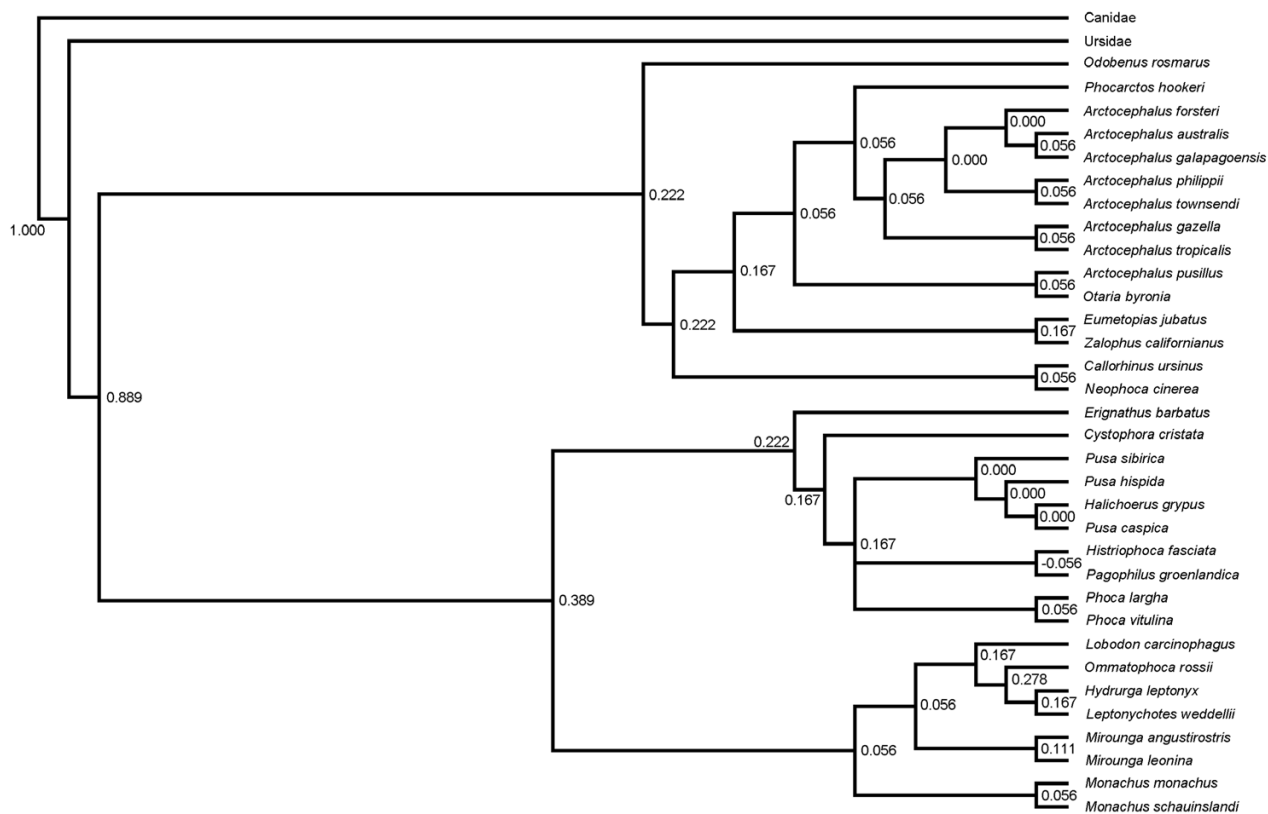 Canidae
Ursidae
Odobenus rosmarus
Phocarctos hookeri
Arctocephalus forsteri
0.000
Arctocephalus australis
0.056
0.056
Arctocephalus galapagoensis
0.000
Arctocephalus philippii
0.056
0.222
0.056
Arctocephalus townsendi
0.056
Arctocephalus gazella
1.000
0.056
Arctocephalus tropicalis
0.167
Arctocephalus pusillus
0.056
Otaria byronia
0.222
Eumetopias jubatus
0.167
Zalophus californianus
Callorhinus ursinus
0.056
Neophoca cinerea
0.889
Erignathus barbatus
0.222
Cystophora cristata
Pusa sibirica
0.000
Pusa hispida
0.000
0.167
Halichoerus grypus
0.000
Pusa caspica
0.167
Histriophoca fasciata
-0.056
Pagophilus groenlandica
0.389
Phoca largha
0.056
Phoca vitulina
Lobodon carcinophagus
0.167
Ommatophoca rossii
0.278
Hydrurga leptonyx
0.167
0.056
Leptonychotes weddellii
Mirounga angustirostris
0.056
0.111
Mirounga leonina
Monachus monachus
0.056
Monachus schauinslandi